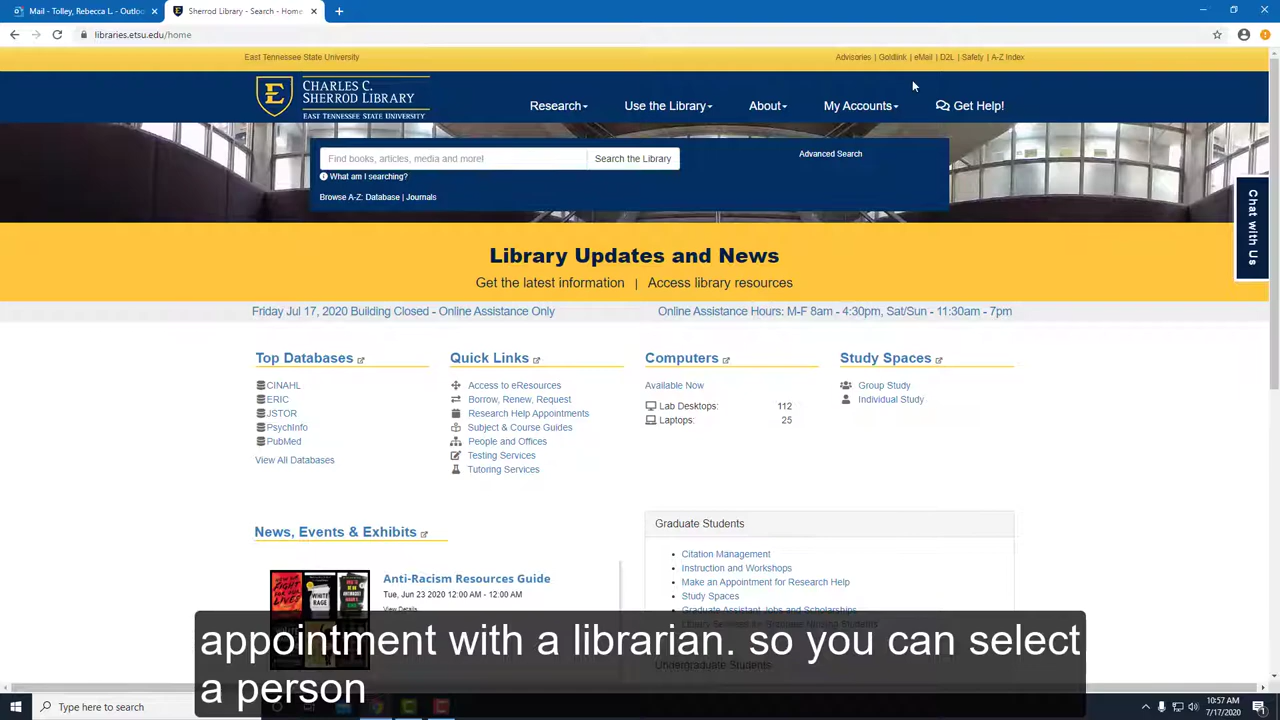 Mail - Tolley, Rebecca L. - Outloo
Sherrod Library - Sherrod - Home
libraries.etsu.edu/home
East Tennessee State University
Advisories | Goldlink | eMail | D2L | Safety | A-Z Index
CHARLES C.
SHERROD LIBRARY
EAST TENNESSEE STATE UNIVERSITY
Research
Use the Library
About
My Accounts
Get Help!
Find books, articles, media and more!
Search the Library
Advanced Search
What am I searching?
Browse A-Z: Database | Journals
Chat with Us
Library Updates and News
Get the latest information | Access library resources
Friday Jul 17, 2020 Building Closed - Online Assistance Only
Online Assistance Hours: M-F 8am - 4:30pm, Sat/Sun - 11:30am - 7pm
Top Databases
CINAHL
ERIC
JSTOR
PsychInfo
PubMed
View All Databases
Quick Links
Access to eResources
Borrow, Renew, Request
Research Help Appointments
Subject & Course Guides
People and Offices
Testing Services
Tutoring Services
Computers
Available Now
Lab Desktops: 112
Laptops: 25
Study Spaces
Group Study
Individual Study
News, Events & Exhibits
Anti-Racism Resources Guide
Tue, Jun 23 2020 12:00 AM - 12:00 AM
View Details
WHITE
RAGE
Graduate Students
Citation Management
Instruction and Workshops
Make an Appointment for Research Help
Study Spaces
Graduate Assistant Jobs and Scholarships
Undergraduate Students
appointment with a librarian. so you can select
a person
Type here to search
10:57 AM
7/17/2020